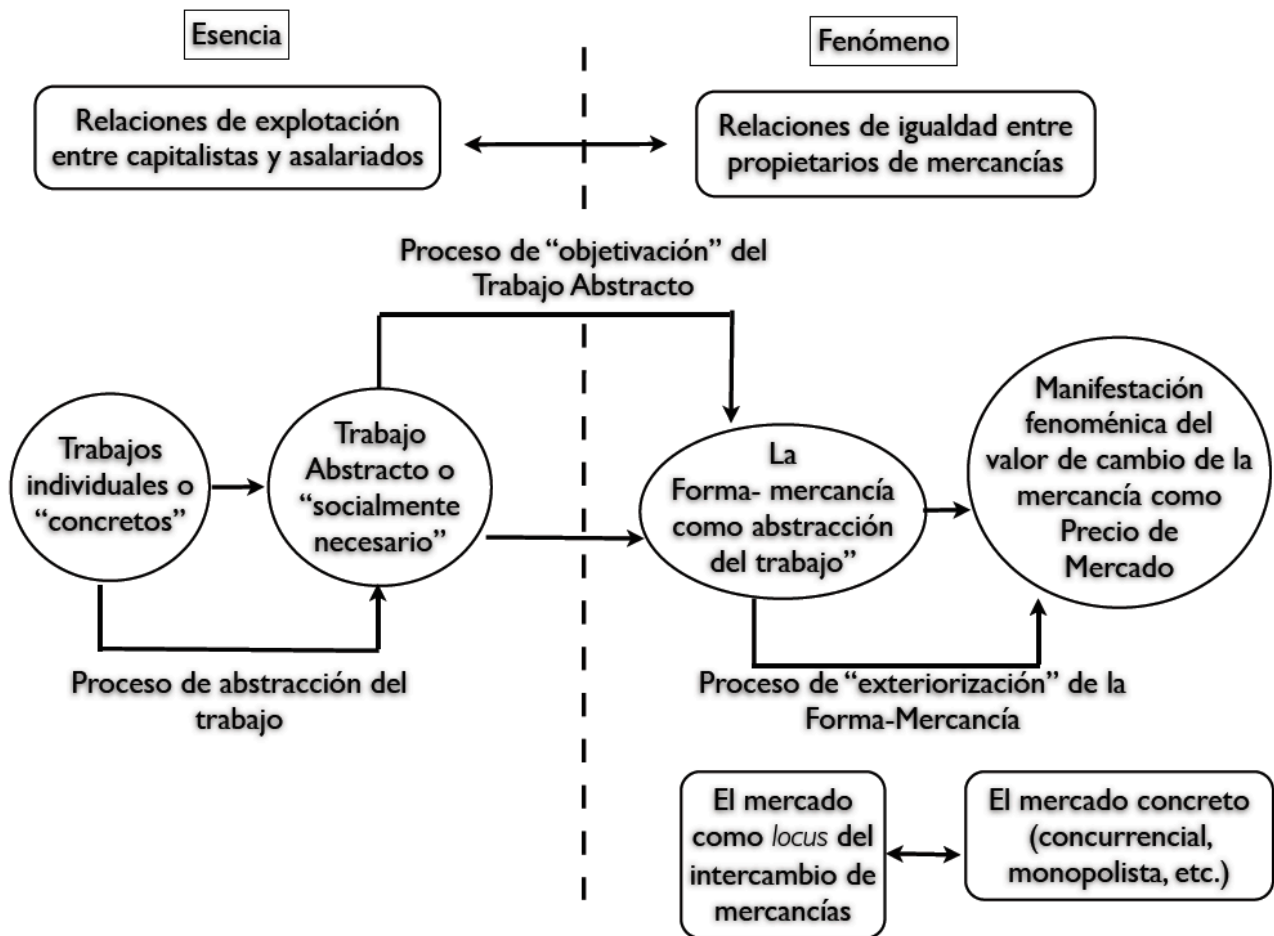 Esencia
Fenómeno
Relaciones de explotación
entre capitalistas y asalariados
Relaciones de igualdad entre
propietarios de mercancías
Proceso de “objetivación” del
Trabajo Abstracto
Trabajos
individuales o
“concretos”
Trabajo
Abstracto o
“socialmente
necesario”
La
Forma- mercancía
como abstracción
del trabajo”
Manifestación
fenoménica del
valor de cambio de la
mercancía como
Precio de
Mercado
Proceso de abstracción del
trabajo
Proceso de “exteriorización” de la
Forma-Mercancía
El mercado
como locus del
intercambio de
mercancías
El mercado concreto
(concurrencial,
monopolista, etc.)